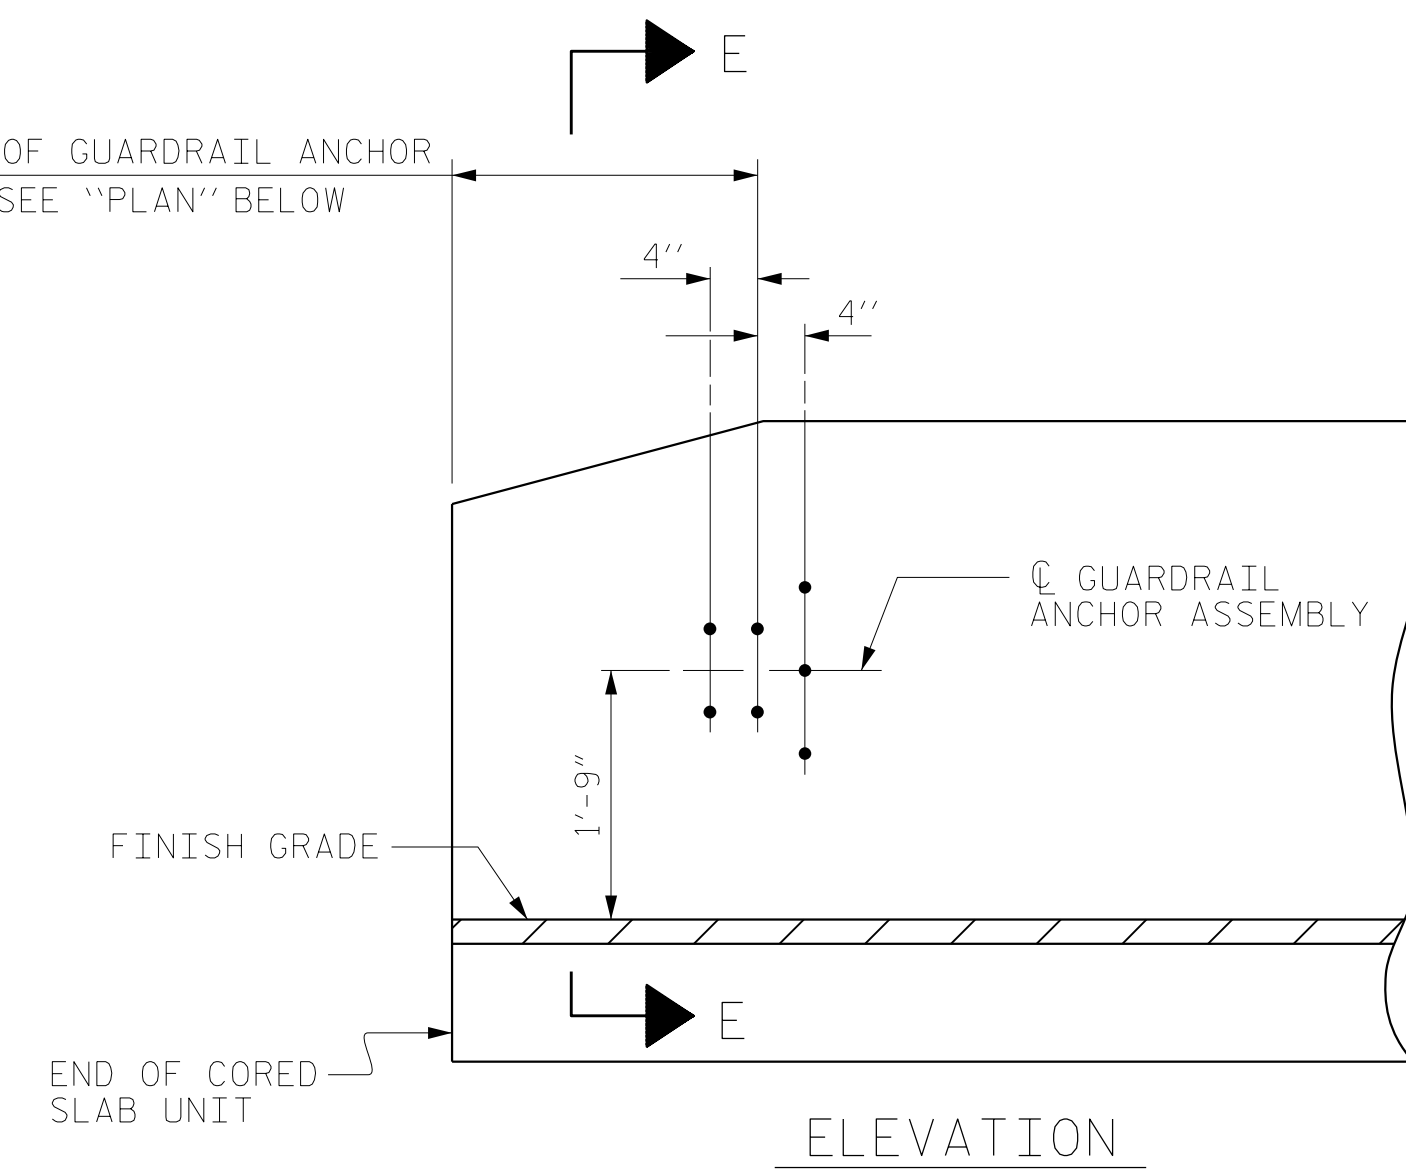 E
OF GUARDRAIL ANCHOR
SEE ‘‘PLAN’’ BELOW
4’’
4’’
℄ GUARDRAIL
ANCHOR ASSEMBLY
1’-9”
FINISH GRADE
E
END OF CORED
SLAB UNIT
ELEVATION